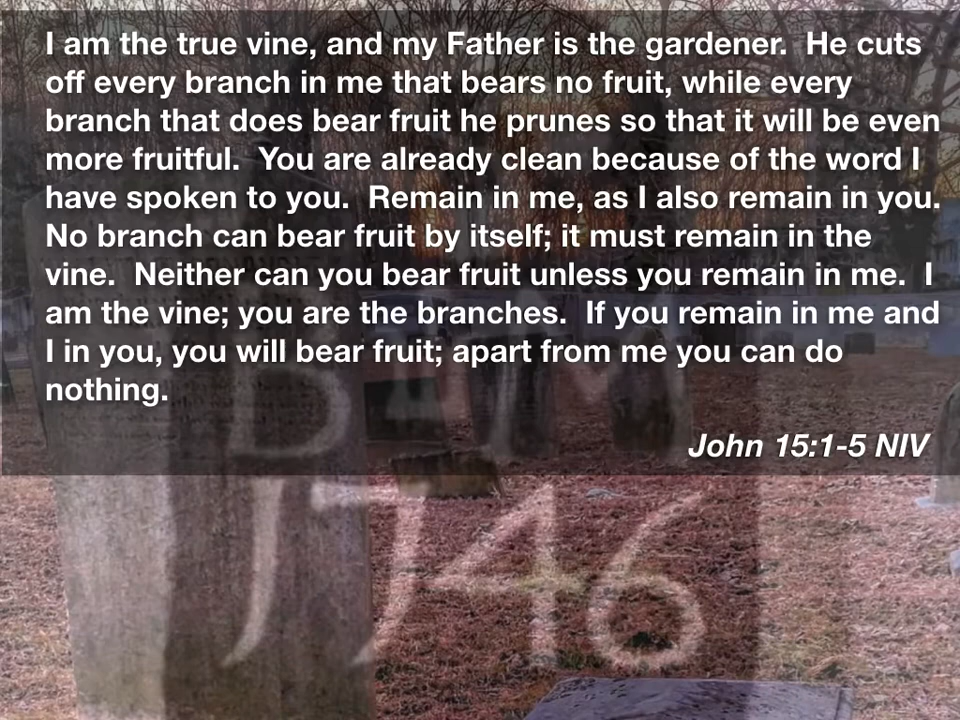 I am the true vine, and my Father is the gardener.  He cuts
off every branch in me that bears no fruit, while every
branch that does bear fruit he prunes so that it will be even
more fruitful.  You are already clean because of the word I
have spoken to you.  Remain in me, as I also remain in you.
No branch can bear fruit by itself; it must remain in the
vine.  Neither can you bear fruit unless you remain in me.  I
am the vine; you are the branches.  If you remain in me and
I in you, you will bear fruit; apart from me you can do
nothing.
John 15:1-5 NIV
1746